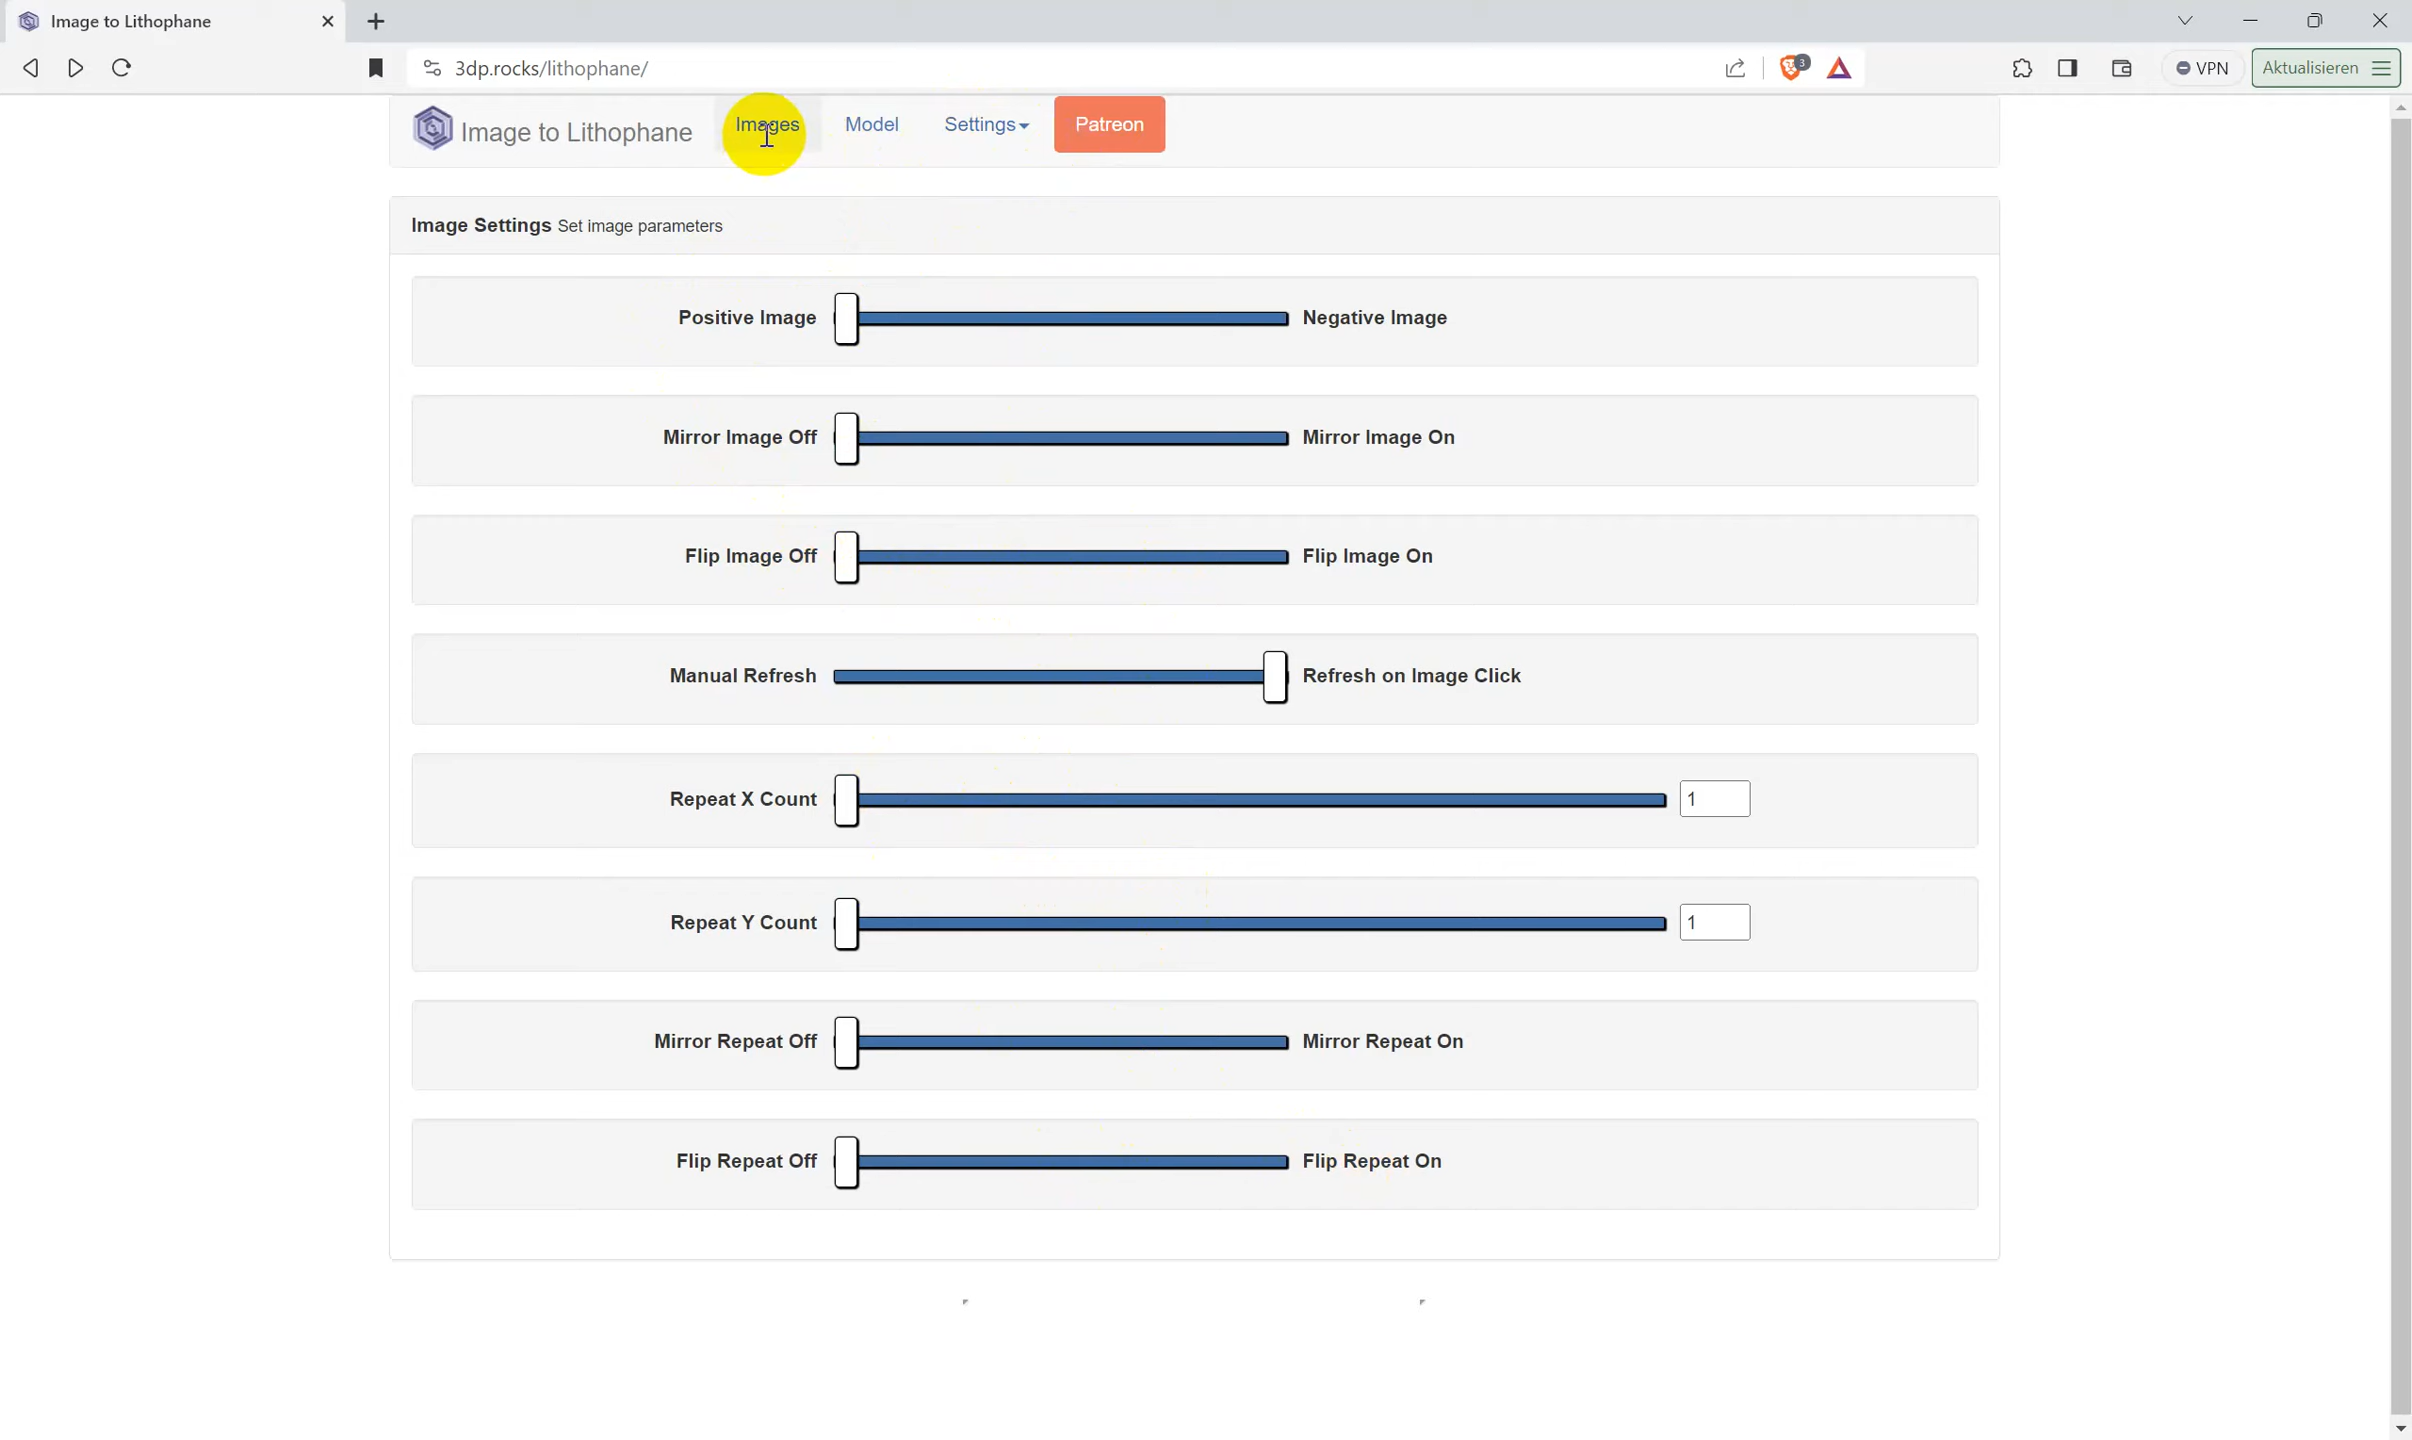 Image to Lithophane
3dp.rocks/lithophane/
3
VPN
Aktualisieren
Image to Lithophane Images Model Settings Patreon
Image Settings Set image parameters
Positive Image Negative Image
Mirror Image Off Mirror Image On
Flip Image Off Flip Image On
Manual Refresh Refresh on Image Click
Repeat X Count 1
Repeat Y Count 1
Mirror Repeat Off Mirror Repeat On
Flip Repeat Off Flip Repeat On